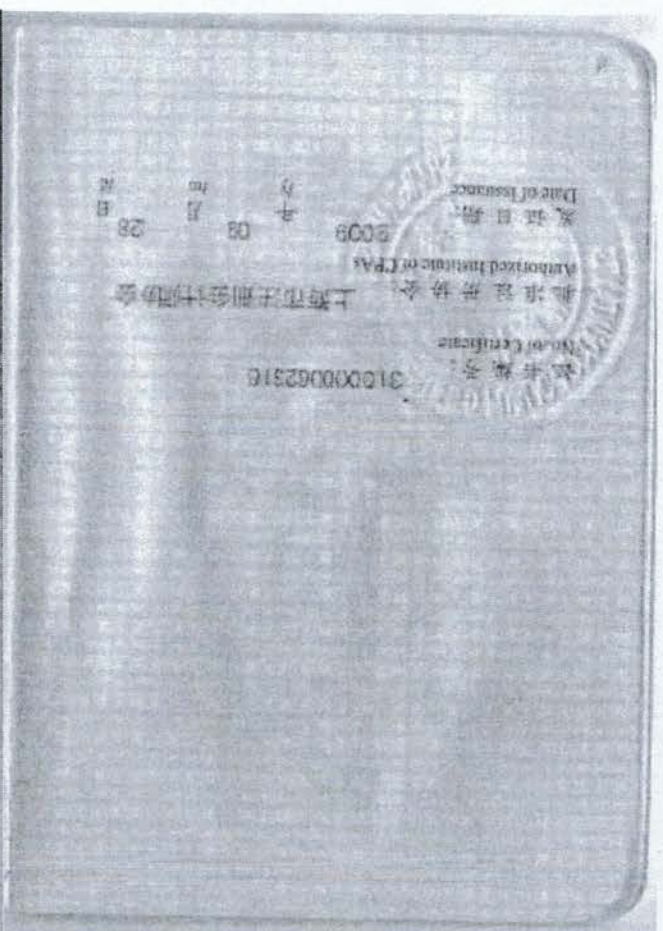 证书编号: 310000062316
No. of Certificate
批准注册协会: 上海市注册会计师协会
Authorized Institute of CPAs
发证日期: 2009 年 09 月 28 日
Date of Issuance /y /m /d